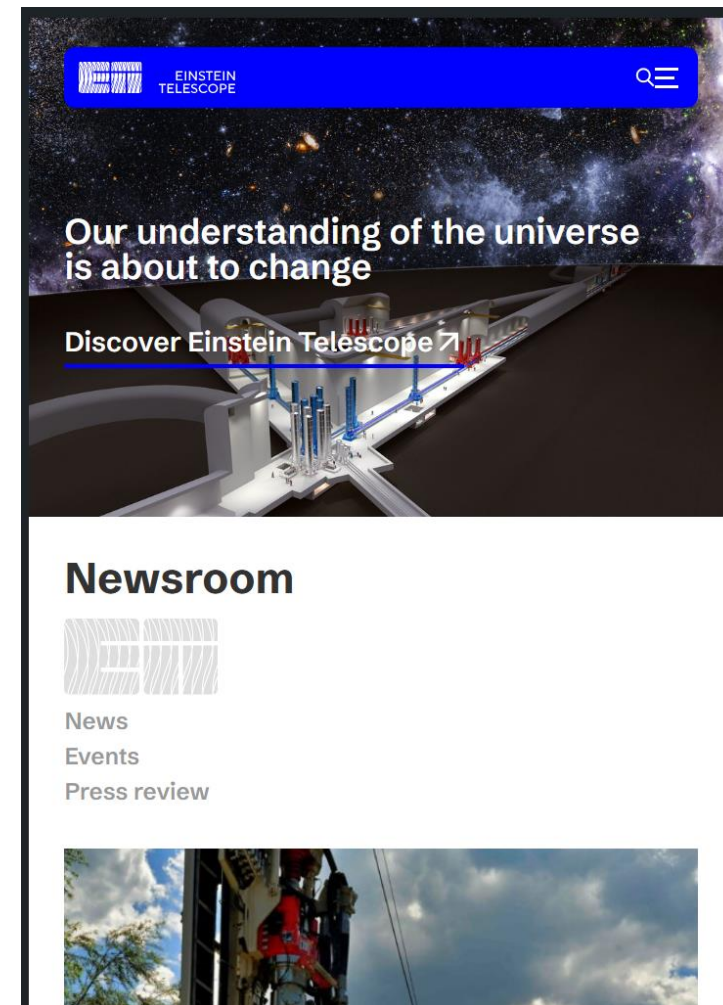 EINSTEIN
TELESCOPE
Our understanding of the universe
is about to change
Discover Einstein Telescope
Newsroom
ET
News
Events
Press review